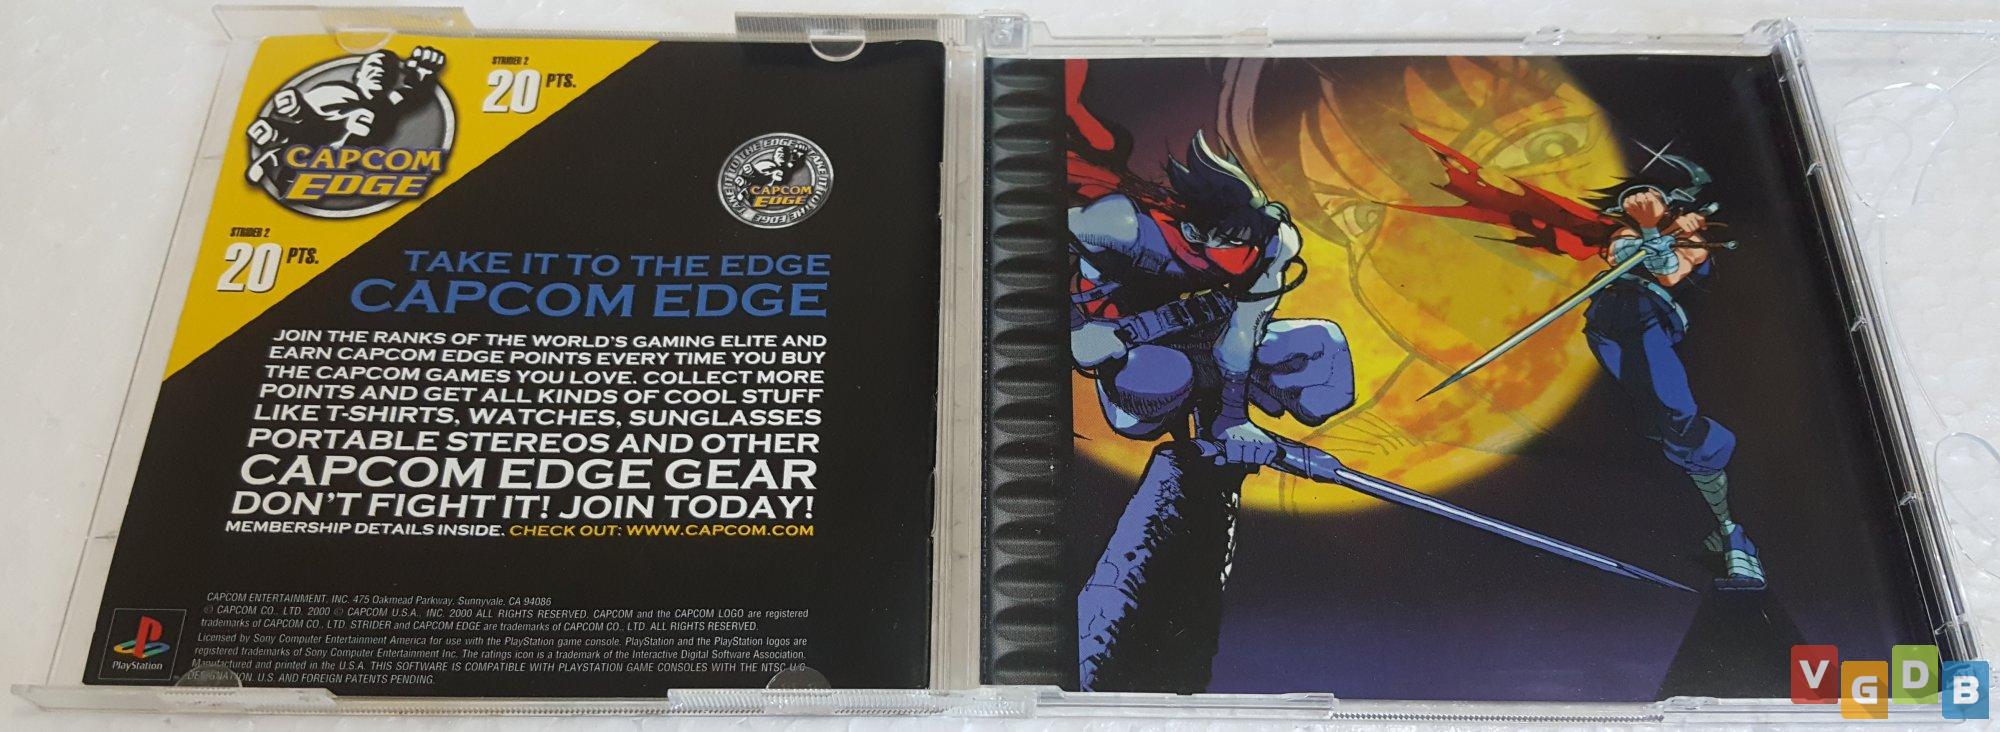 CAPCOM
EDGE
STRIDER 2
20 PTS.
STRIDER 2
20 PTS.
TAKE IT TO THE EDGE TAKE IT TO THE EDGE
CAPCOM
EDGE
TAKE IT TO THE EDGE
CAPCOM EDGE
JOIN THE RANKS OF THE WORLD'S GAMING ELITE AND
EARN CAPCOM EDGE POINTS EVERY TIME YOU BUY
THE CAPCOM GAMES YOU LOVE. COLLECT MORE
POINTS AND GET ALL KINDS OF COOL STUFF
LIKE T-SHIRTS, WATCHES, SUNGLASSES
PORTABLE STEREOS AND OTHER
CAPCOM EDGE GEAR
DON'T FIGHT IT! JOIN TODAY!
MEMBERSHIP DETAILS INSIDE. CHECK OUT: WWW.CAPCOM.COM
CAPCOM ENTERTAINMENT, INC. 475 Oakmead Parkway, Sunnyvale, CA 94086
© CAPCOM CO., LTD. 2000 © CAPCOM U.S.A., INC. 2000 ALL RIGHTS RESERVED. CAPCOM and the CAPCOM LOGO are registered
trademarks of CAPCOM CO., LTD. STRIDER and CAPCOM EDGE are trademarks of CAPCOM CO., LTD. ALL RIGHTS RESERVED.
Licensed by Sony Computer Entertainment America for use with the PlayStation game console. PlayStation and the PlayStation logos are
registered trademarks of Sony Computer Entertainment Inc. The ratings icon is a trademark of the Interactive Digital Software Association.
Manufactured and printed in the U.S.A. THIS SOFTWARE IS COMPATIBLE WITH PLAYSTATION GAME CONSOLES WITH THE NTSC U/C
DESIGNATION. U.S. AND FOREIGN PATENTS PENDING.
PlayStation
VGDB